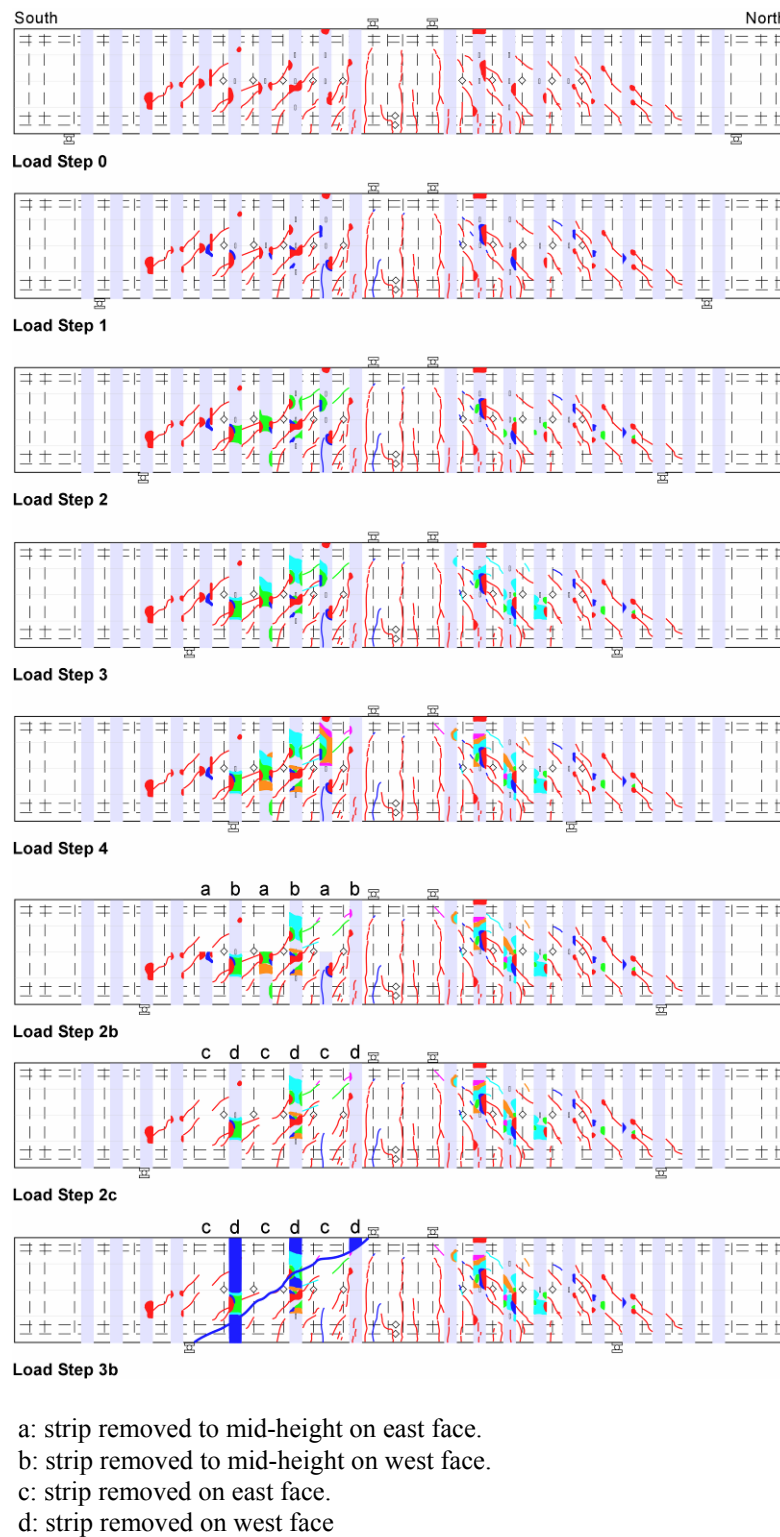 South North
Load Step 0
Load Step 1
Load Step 2
Load Step 3
Load Step 4
a b a b a b
Load Step 2b
c d c d c d
Load Step 2c
c d c d c d
Load Step 3b
a: strip removed to mid-height on east face.
b: strip removed to mid-height on west face.
c: strip removed on east face.
d: strip removed on west face